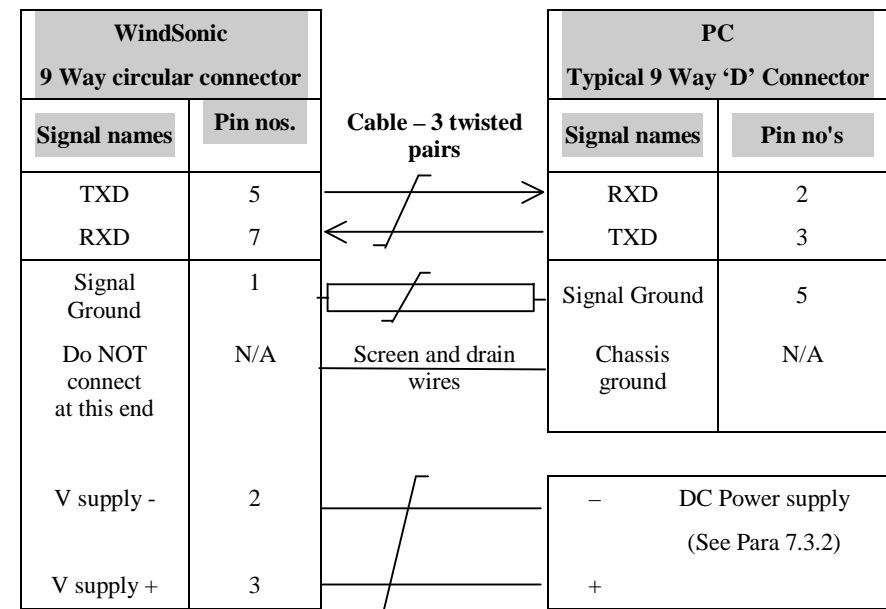 WindSonic
9 Way circular connector
PC
Typical 9 Way ‘D’ Connector
Signal names Pin nos. Cable – 3 twisted pairs Signal names Pin no's
TXD 5 RXD 2
RXD 7 TXD 3
Signal Ground 1 Signal Ground 5
Do NOT connect at this end N/A Screen and drain wires Chassis ground N/A
V supply - 2 – DC Power supply
(See Para 7.3.2)
V supply + 3 +